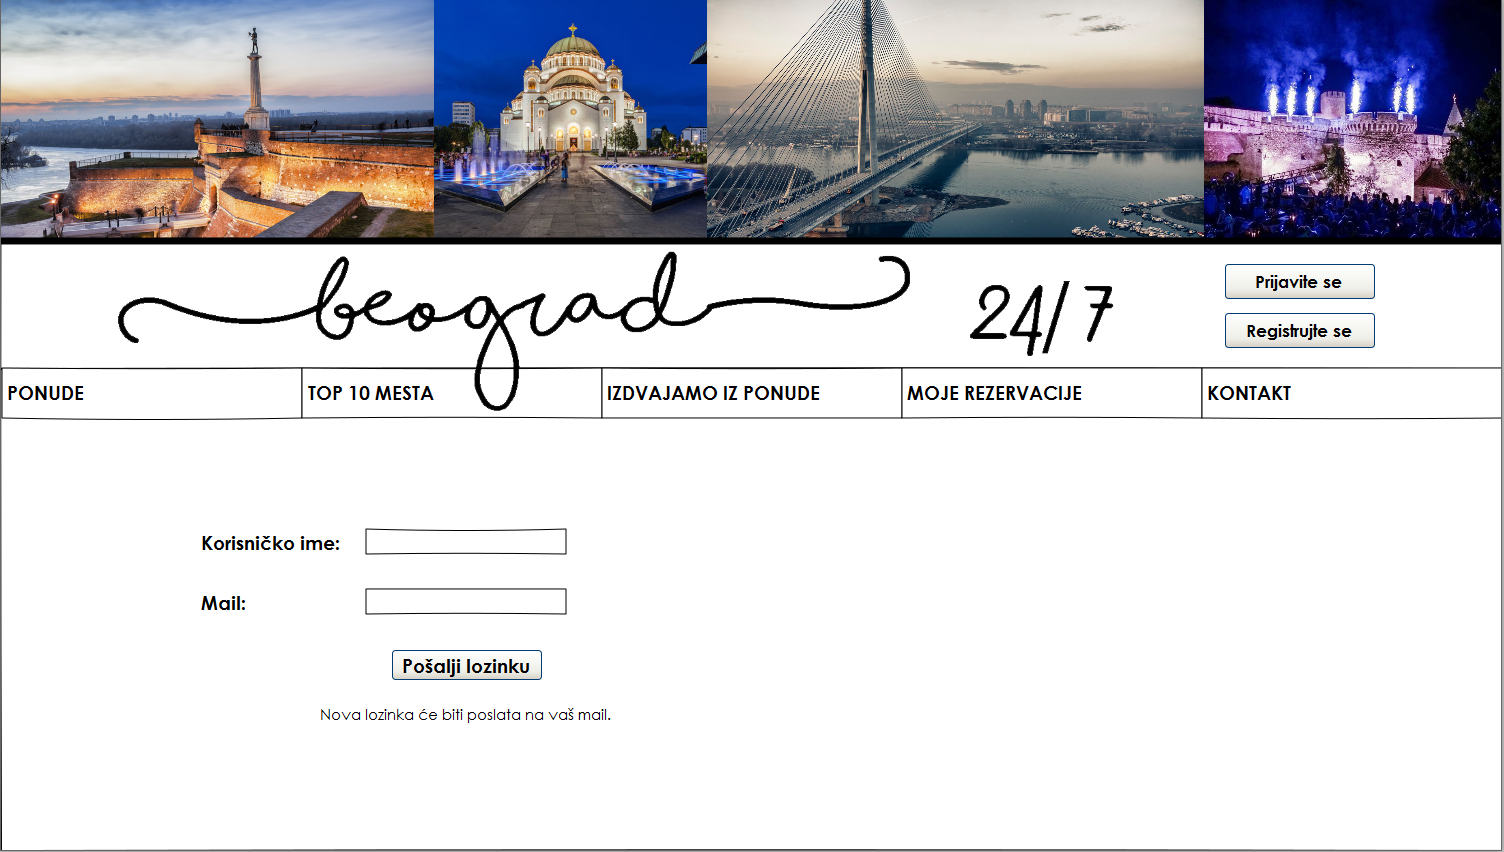 beograd 24/7
Prijavite se
Registrujte se
PONUDE
TOP 10 MESTA
IZDVAJAMO IZ PONUDE
MOJE REZERVACIJE
KONTAKT
Korisničko ime:
Mail:
Pošalji lozinku
Nova lozinka će biti poslata na vaš mail.